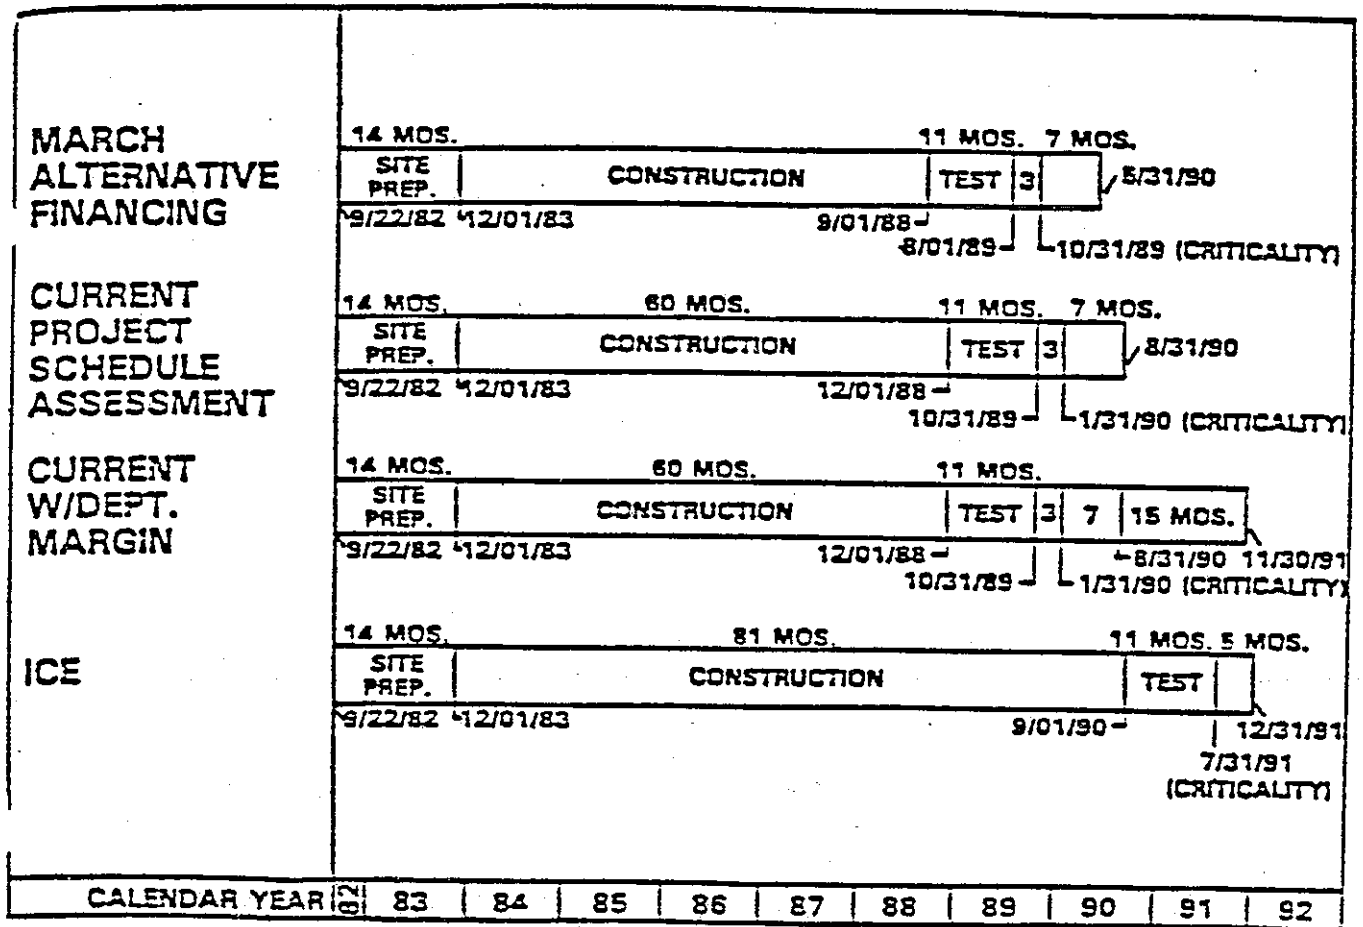 14 MOS. 11 MOS. 7 MOS.
MARCH
ALTERNATIVE
FINANCING
SITE
PREP. CONSTRUCTION TEST 3 5/31/90
9/22/82 12/01/83 9/01/88
8/01/89 10/31/89 (CRITICALITY)
CURRENT
PROJECT
SCHEDULE
ASSESSMENT
14 MOS. 60 MOS. 11 MOS. 7 MOS.
SITE
PREP. CONSTRUCTION TEST 3 8/31/90
9/22/82 12/01/83 12/01/88
10/31/89 1/31/90 (CRITICALITY)
CURRENT
W/DEPT.
MARGIN
14 MOS. 60 MOS. 11 MOS.
SITE
PREP. CONSTRUCTION TEST 3 7 15 MOS.
9/22/82 12/01/83 12/01/88 8/31/90 11/30/91
10/31/89 1/31/90 (CRITICALITY)
14 MOS. 81 MOS. 11 MOS. 5 MOS.
ICE
SITE
PREP. CONSTRUCTION TEST
9/22/82 12/01/83 9/01/90 12/31/91
7/31/91
(CRITICALITY)
CALENDAR YEAR 82 83 84 85 86 87 88 89 90 91 92